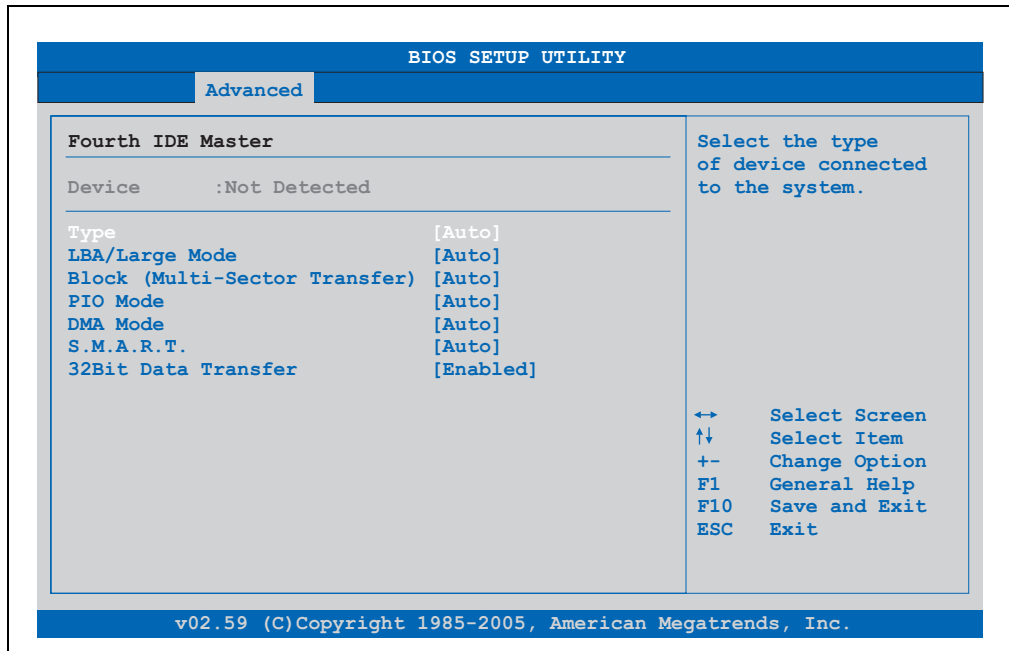 BIOS SETUP UTILITY
Advanced
Fourth IDE Master
Device :Not Detected
Type [Auto]
LBA/Large Mode [Auto]
Block (Multi-Sector Transfer) [Auto]
PIO Mode [Auto]
DMA Mode [Auto]
S.M.A.R.T. [Auto]
32Bit Data Transfer [Enabled]
Select the type
of device connected
to the system.
←→ Select Screen
↑↓ Select Item
+- Change Option
F1 General Help
F10 Save and Exit
ESC Exit
v02.59 (C)Copyright 1985-2005, American Megatrends, Inc.